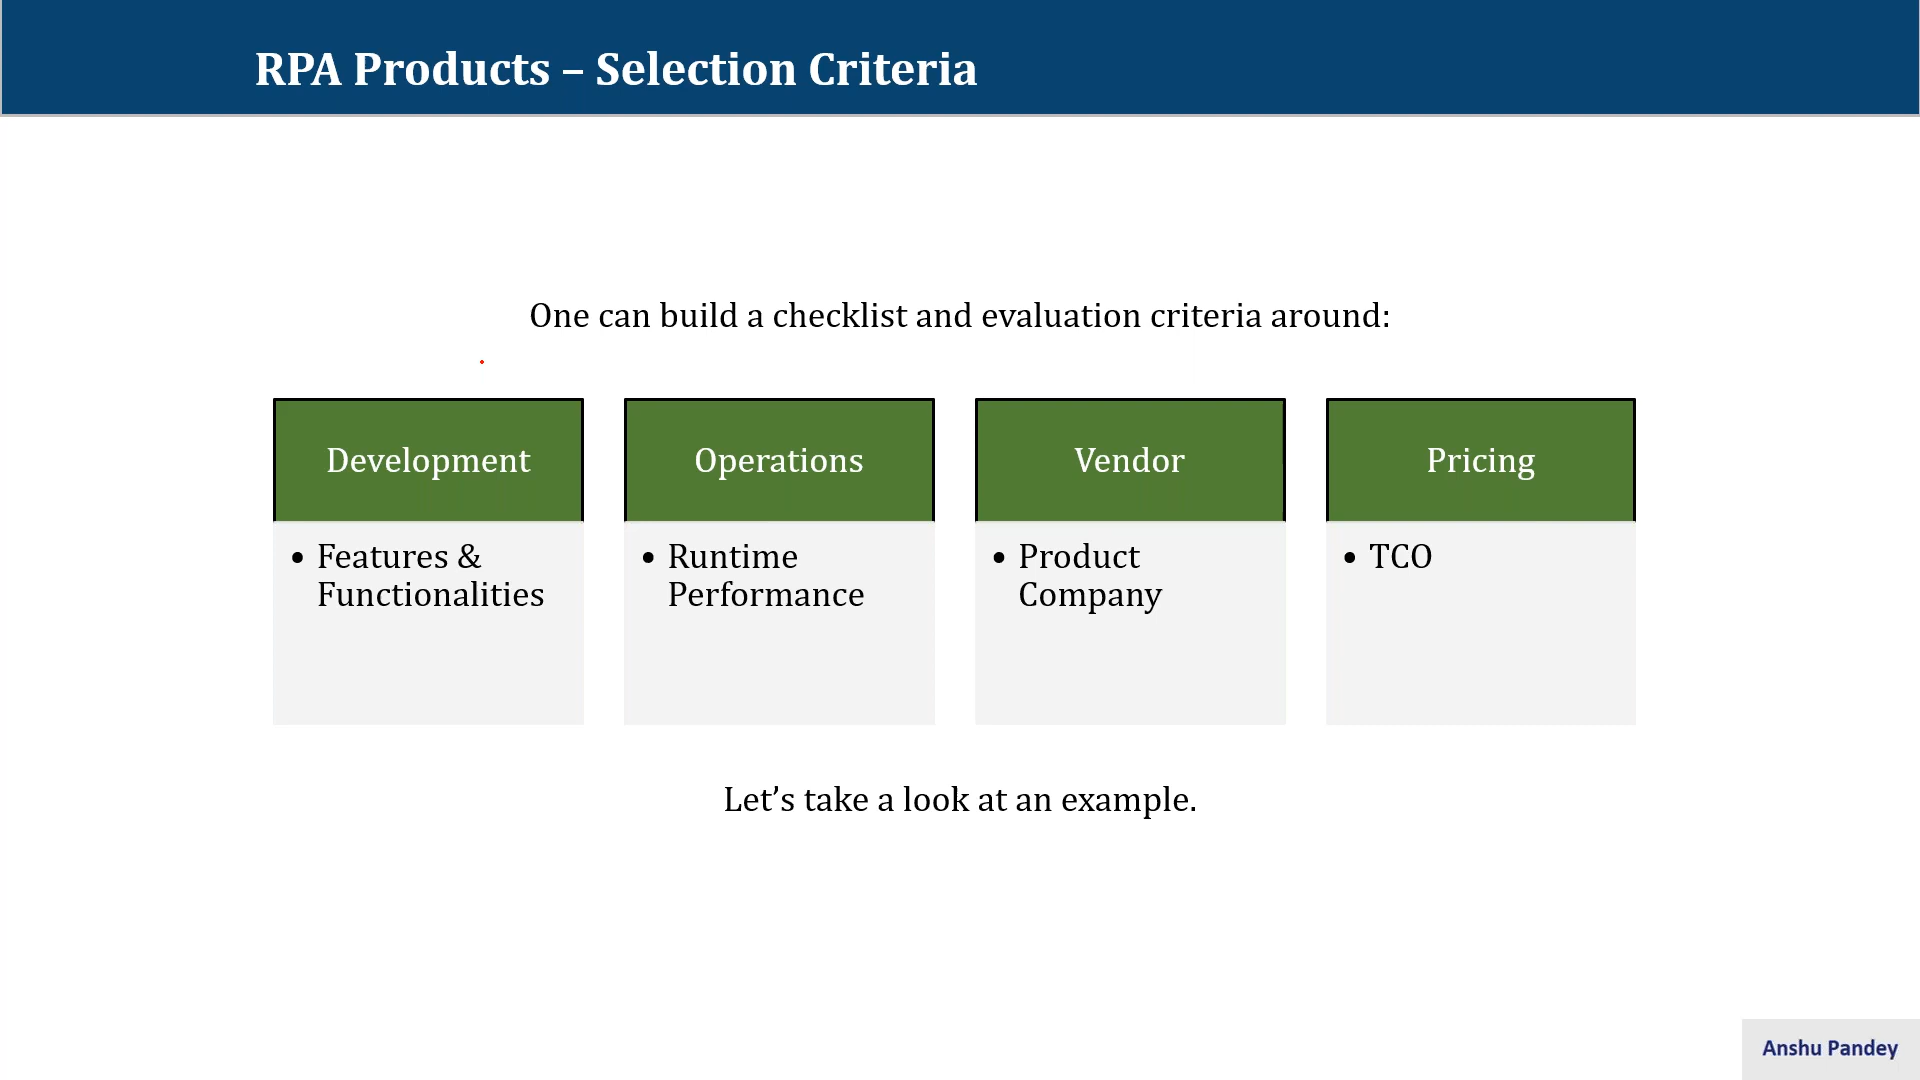 RPA Products – Selection Criteria
One can build a checklist and evaluation criteria around:
Development
• Features &
Functionalities
Operations
• Runtime
Performance
Vendor
• Product
Company
Pricing
• TCO
Let’s take a look at an example.
Anshu Pandey